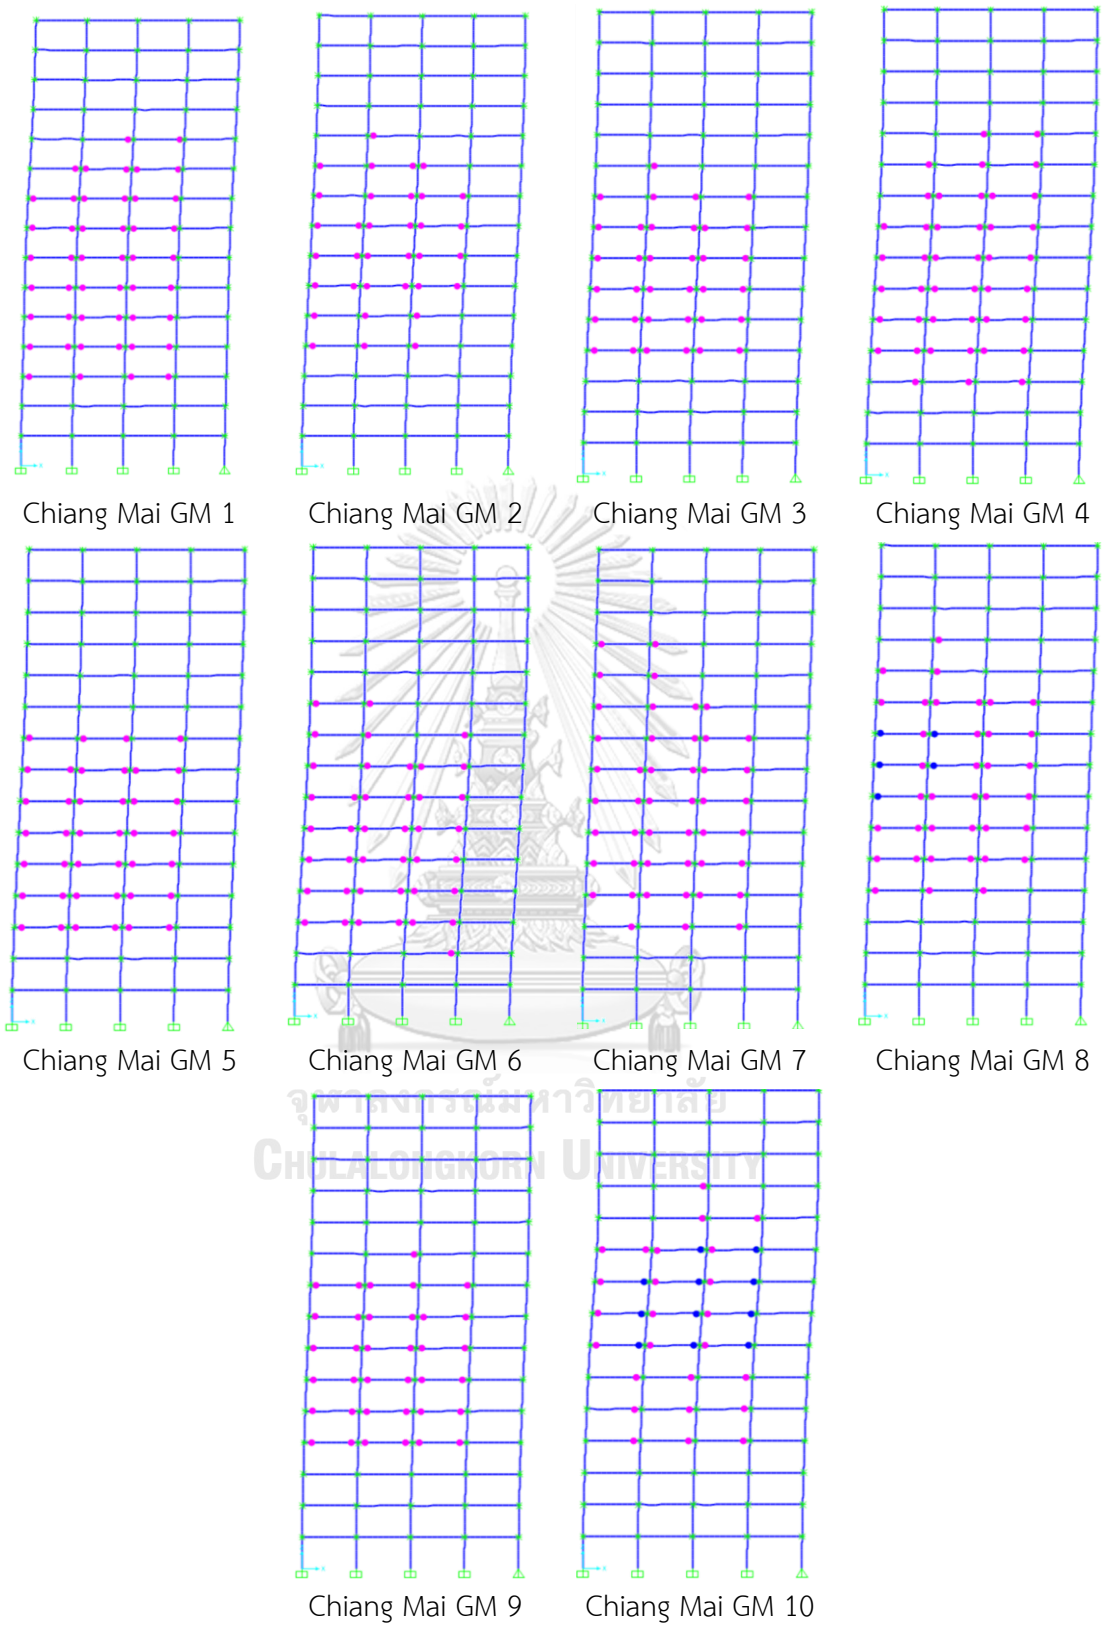 Chiang Mai GM 1
Chiang Mai GM 2
Chiang Mai GM 3
Chiang Mai GM 4
Chiang Mai GM 5
Chiang Mai GM 6
Chiang Mai GM 7
Chiang Mai GM 8
จุฬาลงกรณ์มหาวิทยาลัย
CHULALONGKORN UNIVERSITY
Chiang Mai GM 9
Chiang Mai GM 10